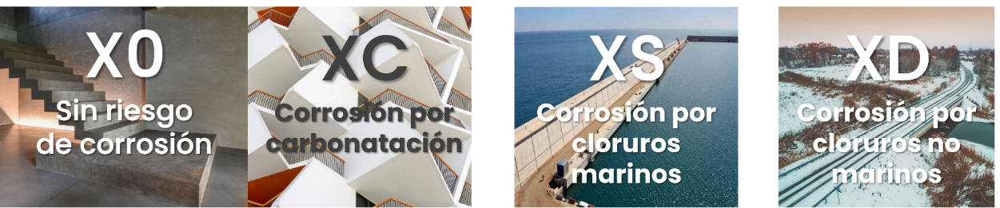 X0
Sin riesgo
de corrosión
XC
Corrosión por
carbonatación
XS
Corrosión por
cloruros
marinos
XD
Corrosión por
cloruros no
marinos